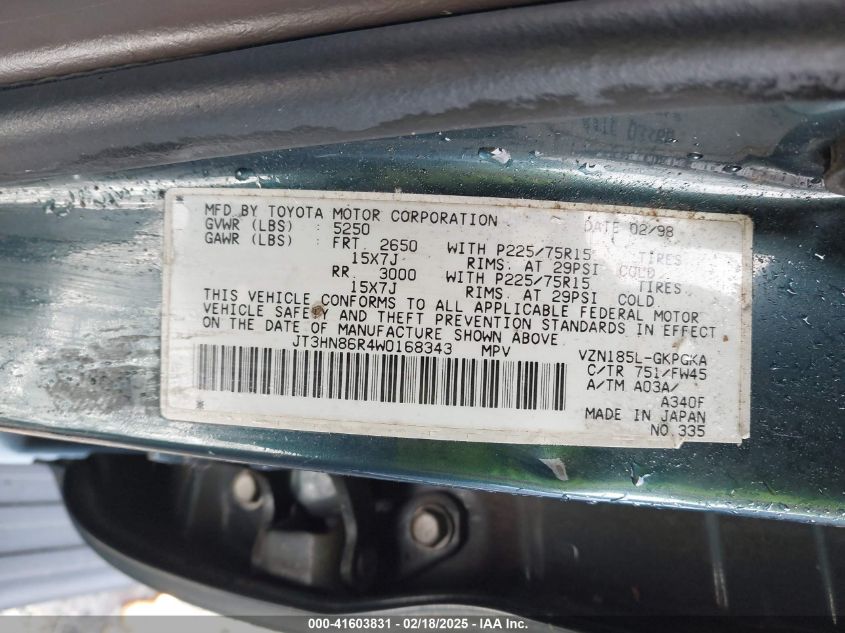 MFD BY TOYOTA MOTOR CORPORATION DATE 02/98
GVWR (LBS) : 5250
GAWR (LBS) : FRT. 2650 WITH P225/75R15 TIRES
15X7J RIMS. AT 29PSI COLD
RR. 3000 WITH P225/75R15 TIRES
15X7J RIMS. AT 29PSI COLD.
THIS VEHICLE CONFORMS TO ALL APPLICABLE FEDERAL MOTOR
VEHICLE SAFETY AND THEFT PREVENTION STANDARDS IN EFFECT
ON THE DATE OF MANUFACTURE SHOWN ABOVE.
JT3HN86R4W0168343 MPV VZN185L-GKPGKA
C/TR 751/FW45
A/TM A03A/
A340F
MADE IN JAPAN
NO 335
000-41603831 - 02/18/2025 - IAA Inc.